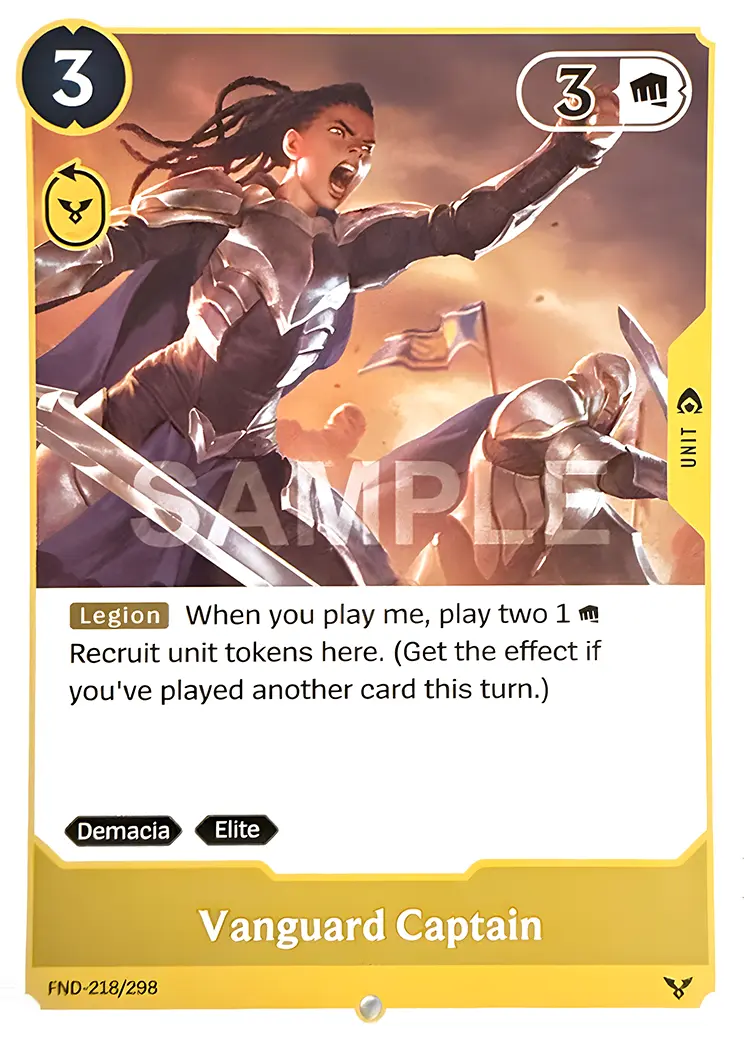 3
3
UNIT
SAMPLE
Legion When you play me, play two 1
Recruit unit tokens here. (Get the effect if
you've played another card this turn.)
Demacia Elite
Vanguard Captain
FND-218/298